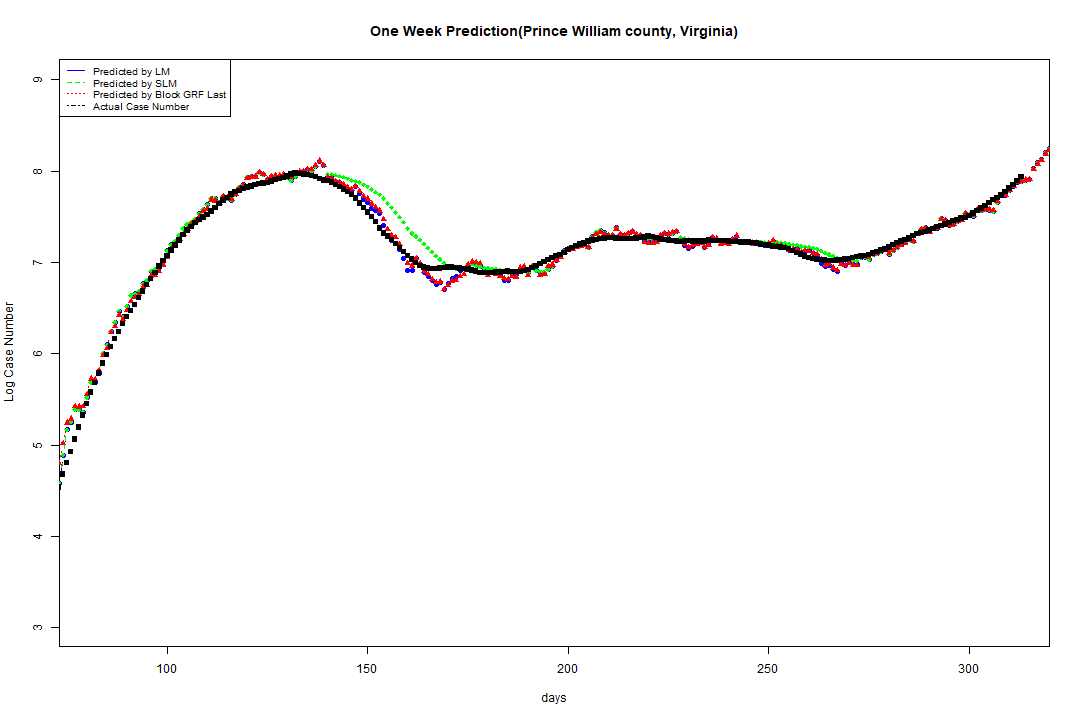 One Week Prediction(Prince William county, Virginia)
Predicted by LM
Predicted by SLM
Predicted by Block GRF Last
Actual Case Number
9
8
7
6
5
4
3
Log Case Number
100
150
200
250
300
days